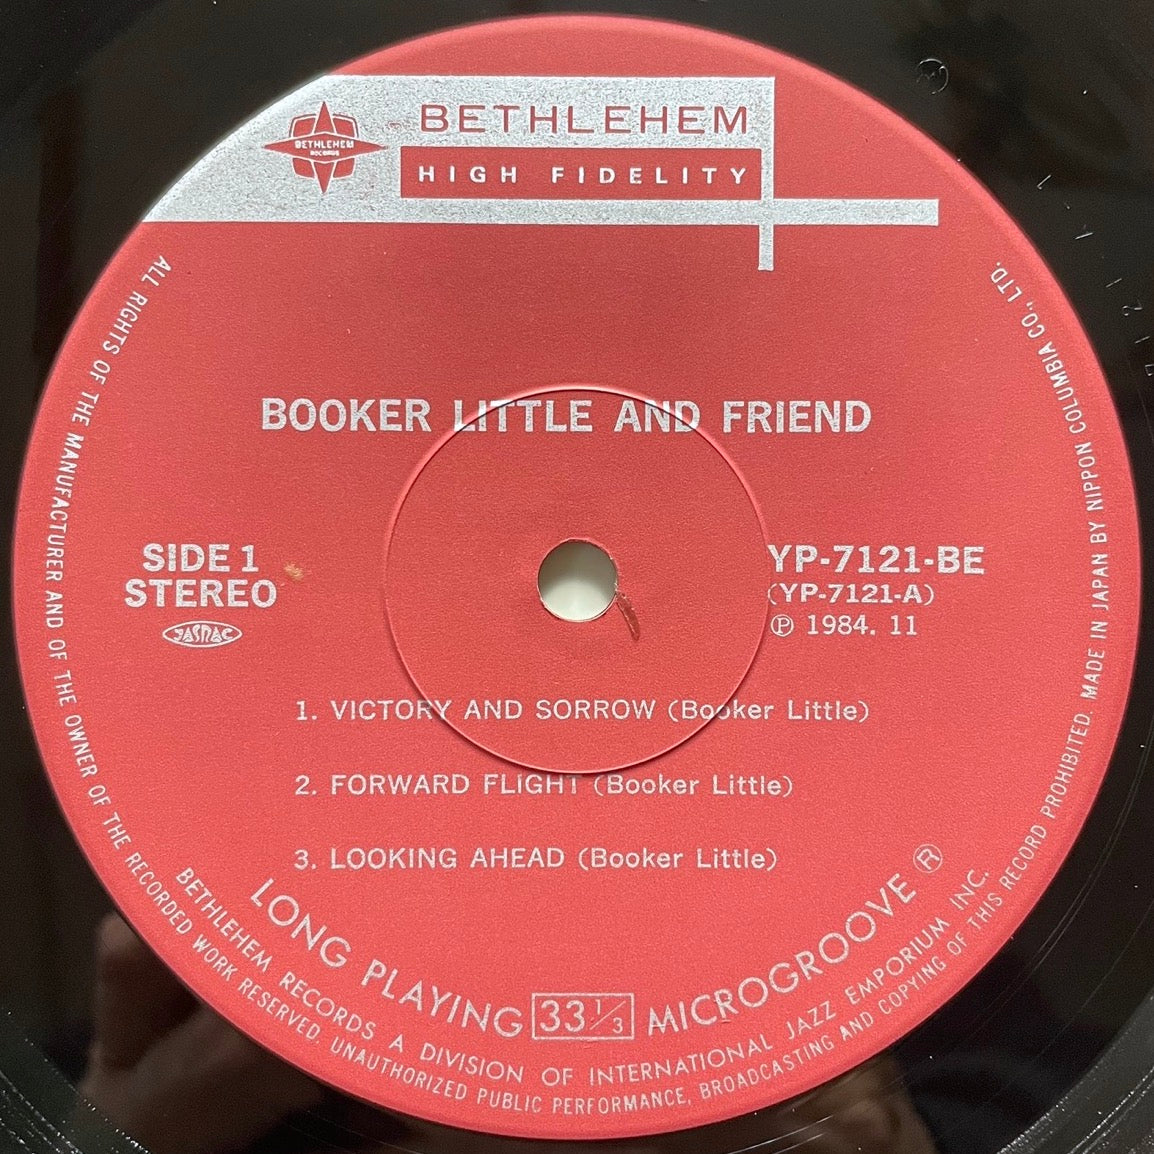 BETHLEHEM
RECORDS
BETHLEHEM
HIGH FIDELITY
BOOKER LITTLE AND FRIEND
SIDE 1
STEREO
JASRAC
YP-7121-BE
(YP-7121-A)
Ⓟ 1984. 11
1. VICTORY AND SORROW (Booker Little)
2. FORWARD FLIGHT (Booker Little)
3. LOOKING AHEAD (Booker Little)
LONG PLAYING 33 1/3 MICROGROOVE ®
BETHLEHEM RECORDS A DIVISION OF INTERNATIONAL JAZZ EMPORIUM INC.
ALL RIGHTS OF THE MANUFACTURER AND OF THE OWNER OF THE RECORDED WORK RESERVED. UNAUTHORIZED PUBLIC PERFORMANCE, BROADCASTING AND COPYING OF THIS RECORD PROHIBITED. MADE IN JAPAN BY NIPPON COLUMBIA CO., LTD.